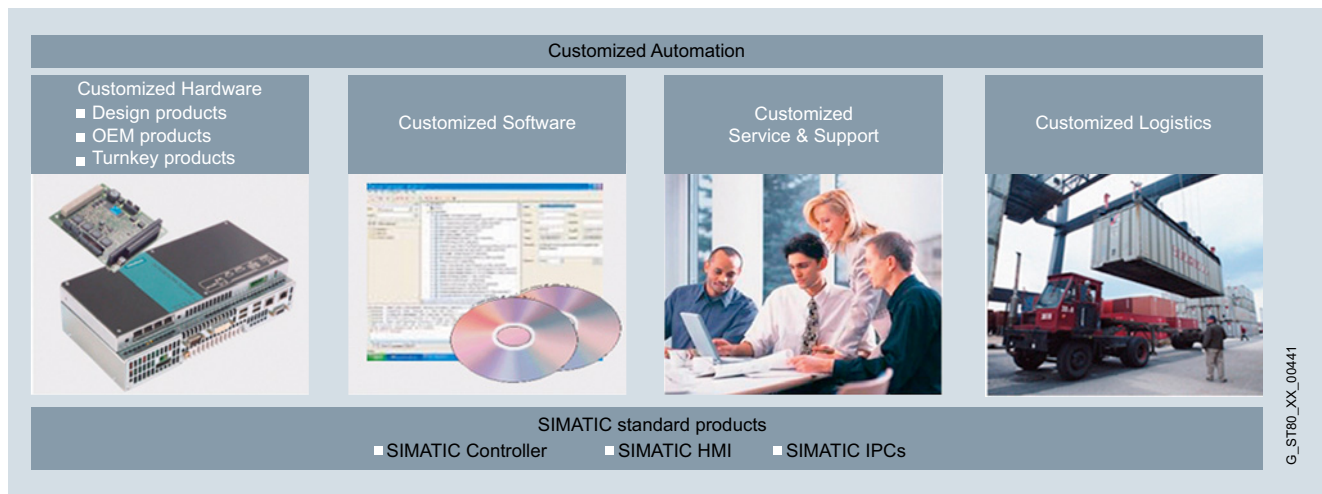 Customized Automation
Customized Hardware
Design products
OEM products
Turnkey products
Customized Software
Customized
Service & Support
Customized Logistics
SIMATIC standard products
SIMATIC Controller
SIMATIC HMI
SIMATIC IPCs
G_ST80_XX_00441